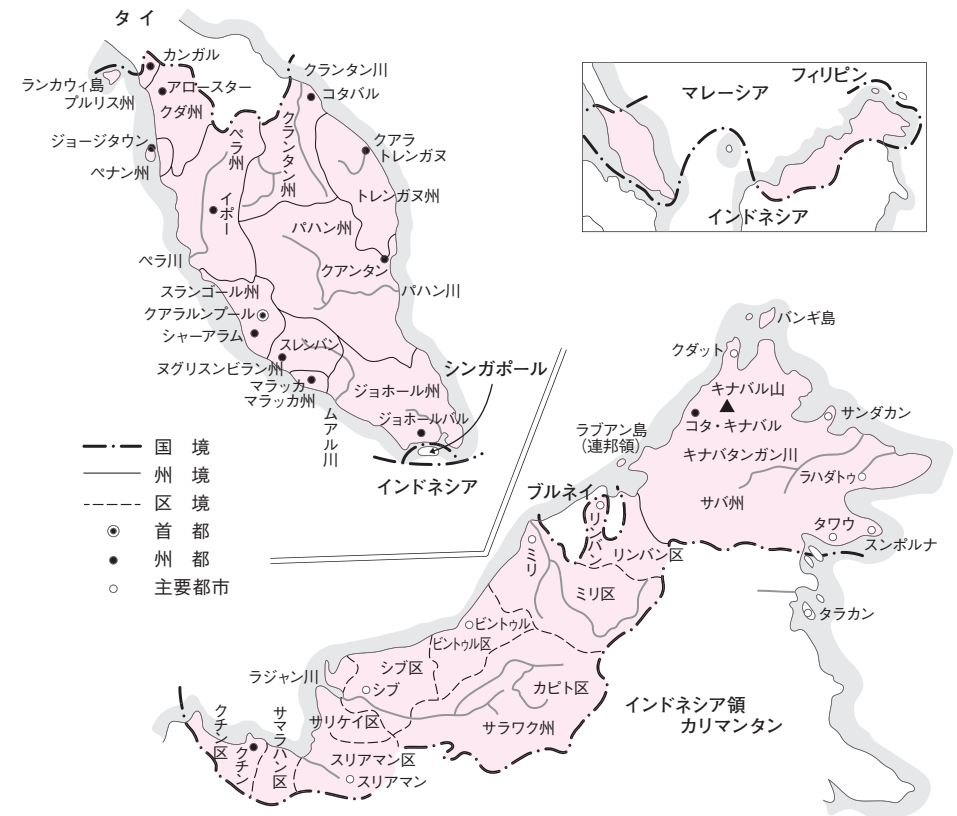 タ イ
カンガル
クランタン川
ランカウィ島
アロースター
コタバル
プルリス州
クダ州
ジョージタウン
ペラ州
クランタン州
クアラ
トレンガヌ
ペナン州
イポー
トレンガヌ州
パハン州
ペラ川
クアンタン
スランゴール州
パハン川
クアラルンプール
シャーアラム
スレンバン
ヌグリスンビラン州
マラッカ
マラッカ州
ジョホール州
シンガポール
ムアル川
ジョホールバル
インドネシア
フィリピン
マレーシア
インドネシア
国 境
州 境
区 境
首 都
州 都
主要都市
バンギ島
クダット
キナバル山
サンダカン
コタ・キナバル
ラブアン島
(連邦領)
キナバタンガン川
ラハダトゥ
サバ州
ブルネイ
タワウ
スンポルナ
リンバン
リンバン区
ミリ
ミリ区
タラカン
ビントゥル
ビントゥル区
ラジャン川
シブ区
シブ
カピト区
インドネシア領
カリマンタン
サリケイ区
サラワク州
クチン区
サマラハン区
クチン
スリアマン区
スリアマン